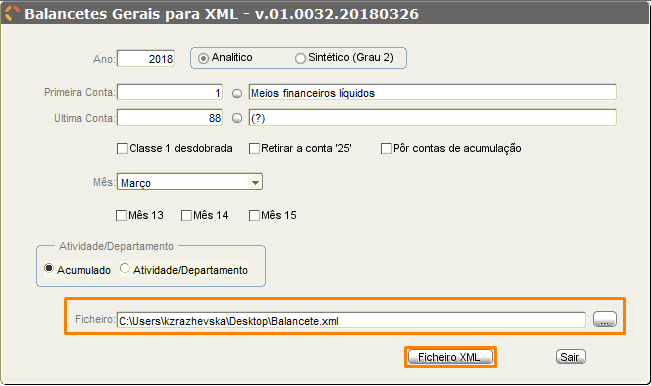 Balancetes Gerais para XML - v.01.0032.20180326
Ano: 2018 Analítico Sintético (Grau 2)
Primeira Conta: 1 Meios financeiros líquidos
Ultima Conta: 88 (?)
Classe 1 desdobrada Retirar a conta '25' Pôr contas de acumulação
Mês: Março
Mês 13 Mês 14 Mês 15
Atividade/Departamento
Acumulado Atividade/Departamento
Ficheiro: C:\Users\kzrazhevska\Desktop\Balancete.xml ...
Ficheiro XML Sair